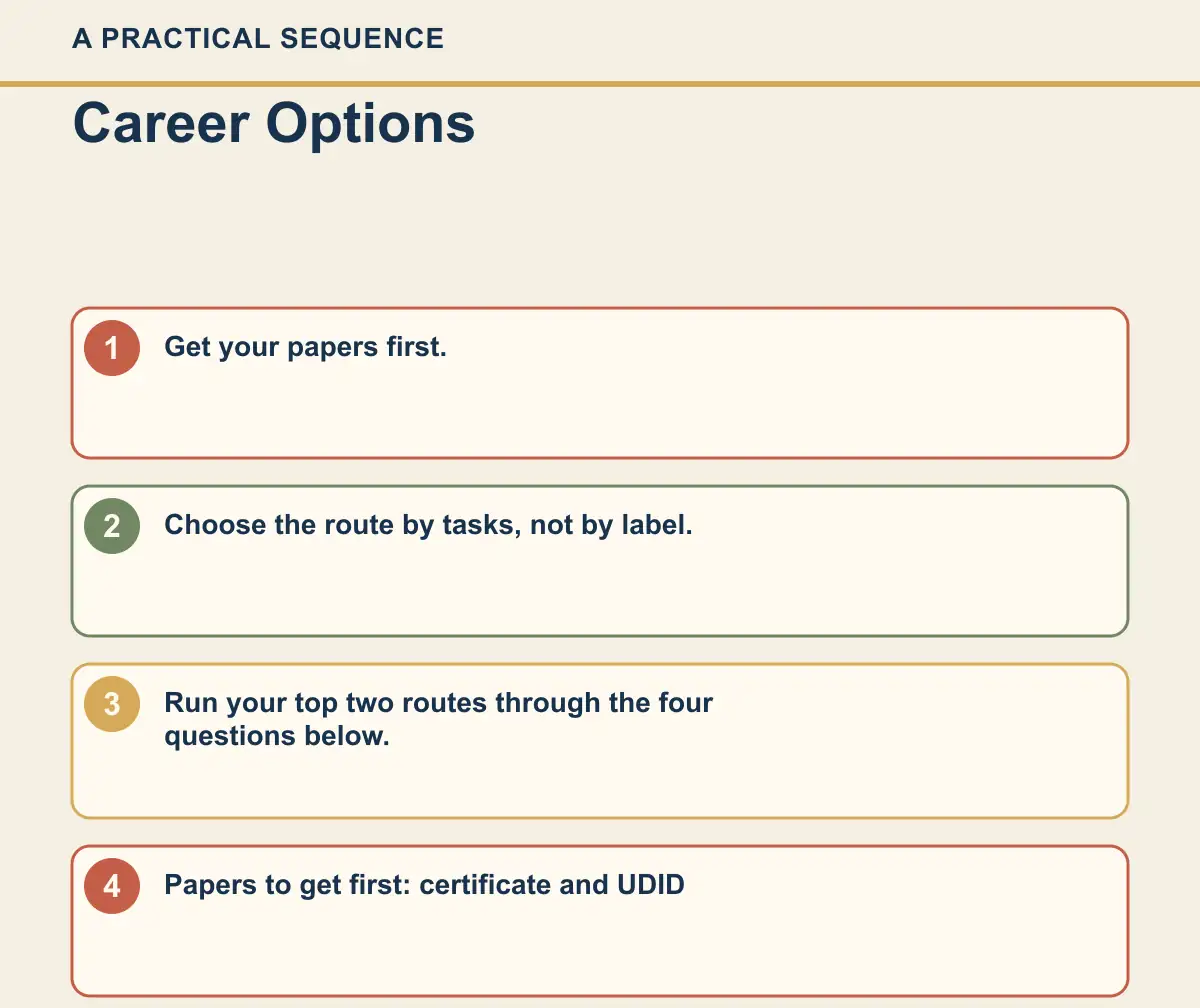 A PRACTICAL SEQUENCE
Career Options
1
Get your papers first.
2
Choose the route by tasks, not by label.
3
Run your top two routes through the four
questions below.
4
Papers to get first: certificate and UDID